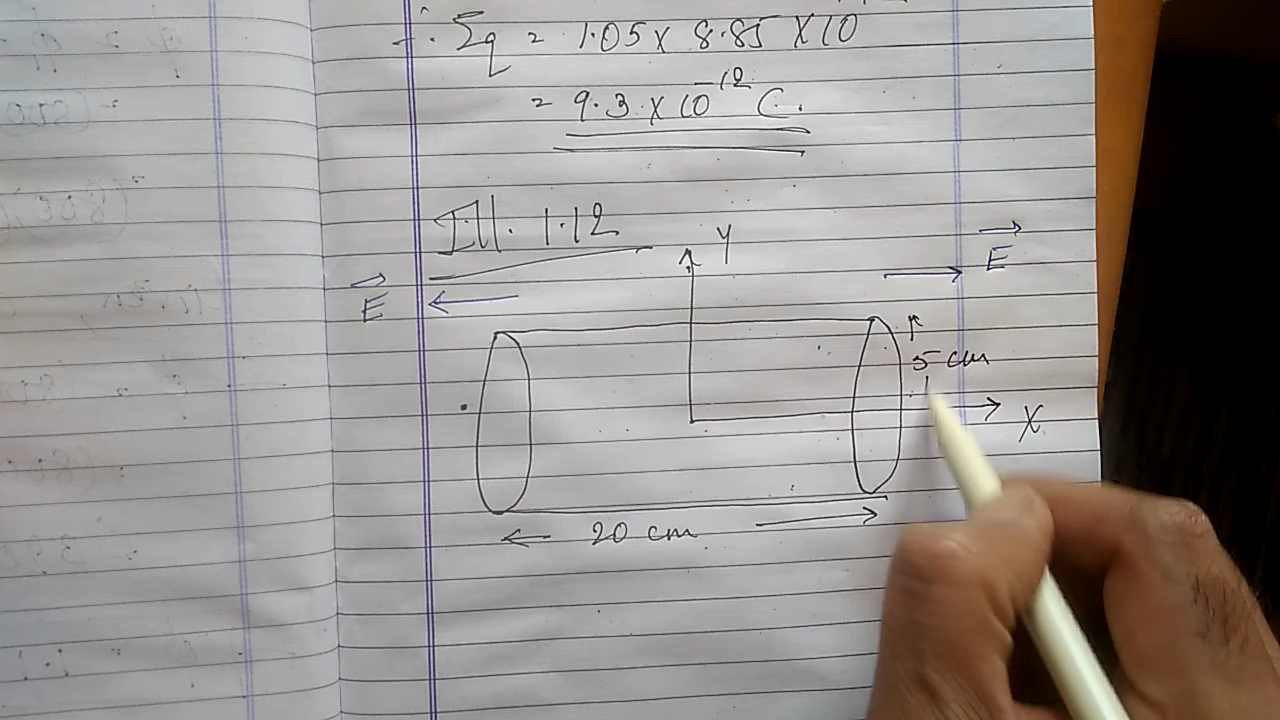 ∴ Σq = 1.05 x 8.85 x 10
= 9.3 x 10⁻¹² C.
Ill. 1.12
Y
E
E
5 cm
X
20 cm